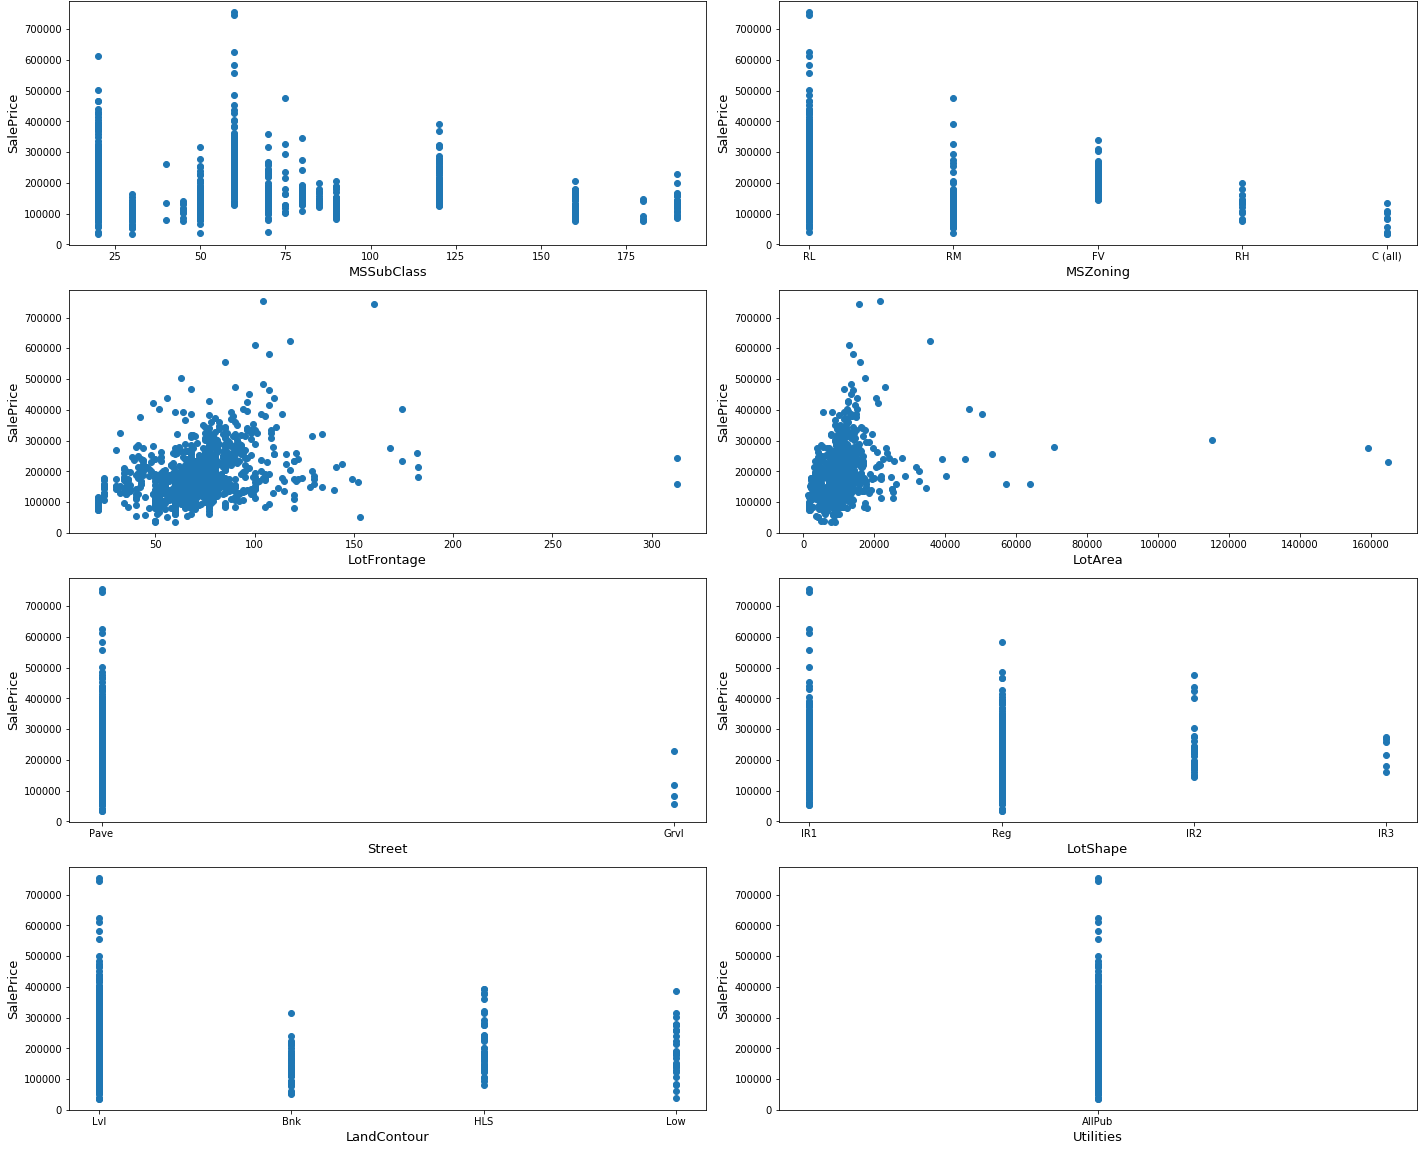 700000
600000
500000
400000
300000
200000
100000
0
SalePrice
25 50 75 100 125 150 175
MSSubClass
700000
600000
500000
400000
300000
200000
100000
0
SalePrice
RL RM FV RH C (all)
MSZoning
700000
600000
500000
400000
300000
200000
100000
0
SalePrice
50 100 150 200 250 300
LotFrontage
700000
600000
500000
400000
300000
200000
100000
0
SalePrice
0 20000 40000 60000 80000 100000 120000 140000 160000
LotArea
700000
600000
500000
400000
300000
200000
100000
0
SalePrice
Pave Grvl
Street
700000
600000
500000
400000
300000
200000
100000
0
SalePrice
IR1 Reg IR2 IR3
LotShape
700000
600000
500000
400000
300000
200000
100000
0
SalePrice
Lvl Bnk HLS Low
LandContour
700000
600000
500000
400000
300000
200000
100000
0
SalePrice
AllPub
Utilities